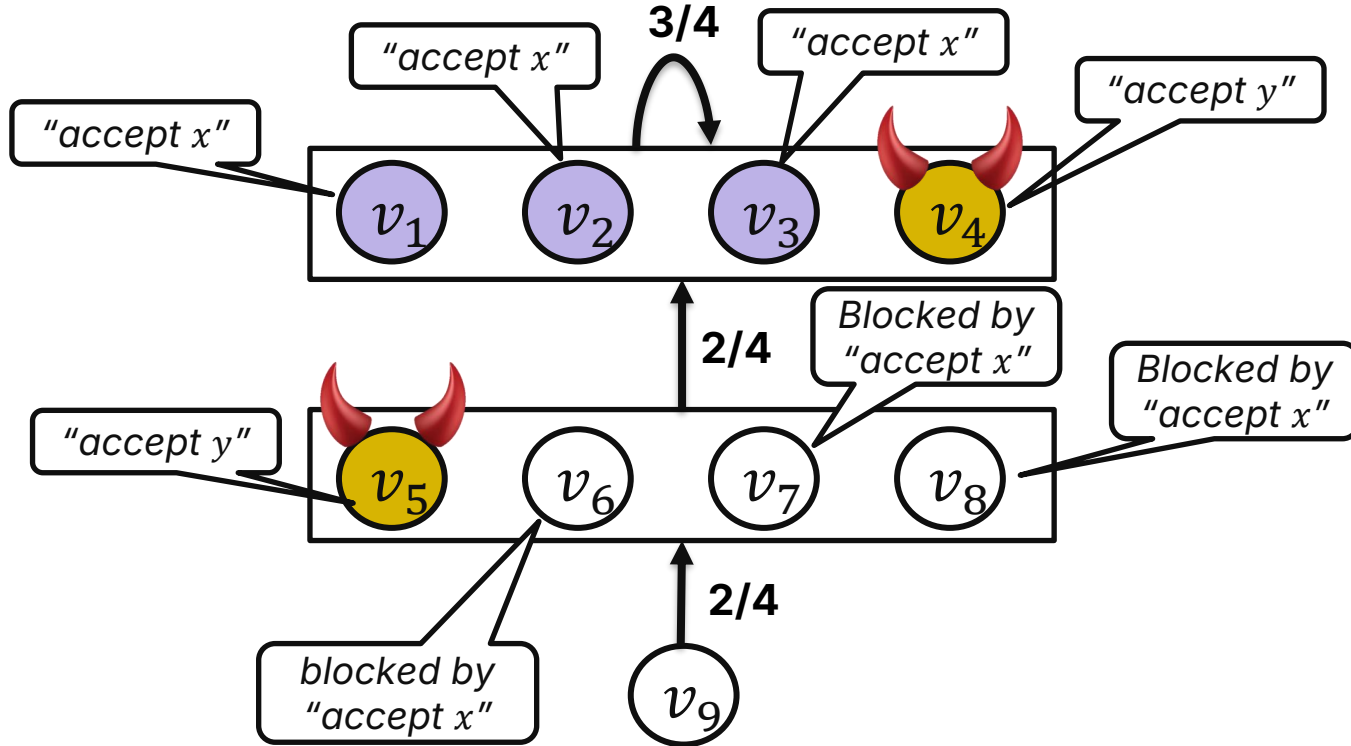 3/4
“accept x”
“accept x”
“accept x”
“accept y”
v₁
v₂
v₃
v₄
2/4
Blocked by
“accept x”
Blocked by
“accept x”
“accept y”
v₅
v₆
v₇
v₈
2/4
blocked by
“accept x”
v₉